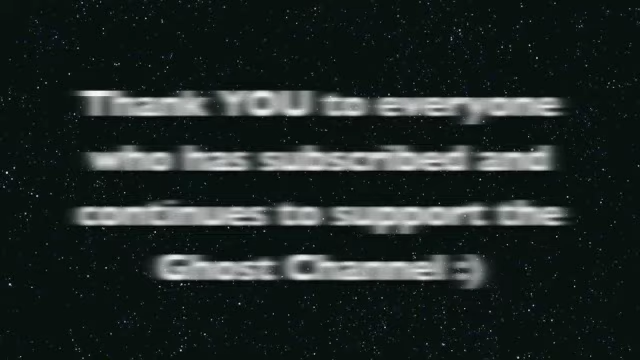 Thank YOU to everyone
who has subscribed and
continues to support the
Ghost Channel :)